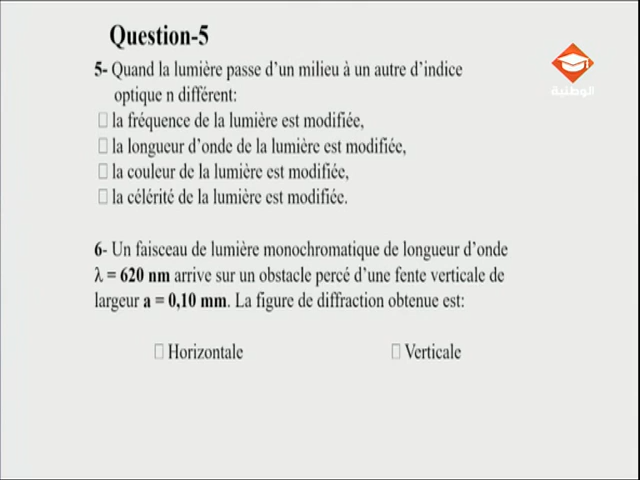 Question-5
5- Quand la lumière passe d'un milieu à un autre d'indice
optique n différent:
□ la fréquence de la lumière est modifiée,
□ la longueur d'onde de la lumière est modifiée,
□ la couleur de la lumière est modifiée,
□ la célérité de la lumière est modifiée.
الوطنية
6- Un faisceau de lumière monochromatique de longueur d'onde
λ = 620 nm arrive sur un obstacle percé d'une fente verticale de
largeur a = 0,10 mm. La figure de diffraction obtenue est:
□ Horizontale □ Verticale